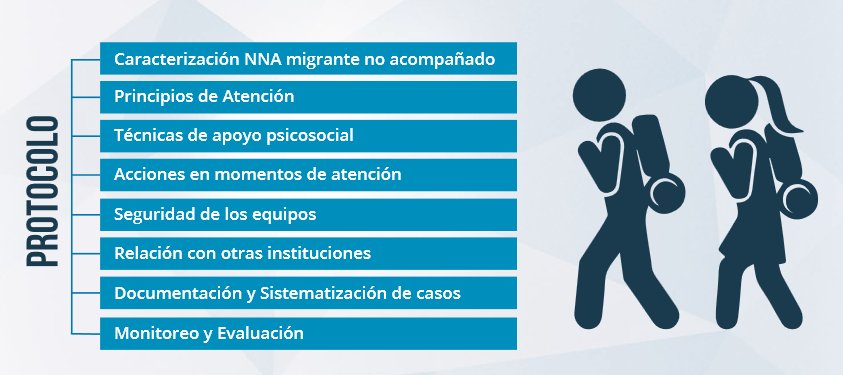 PROTOCOLO
Caracterización NNA migrante no acompañado
Principios de Atención
Técnicas de apoyo psicosocial
Acciones en momentos de atención
Seguridad de los equipos
Relación con otras instituciones
Documentación y Sistematización de casos
Monitoreo y Evaluación